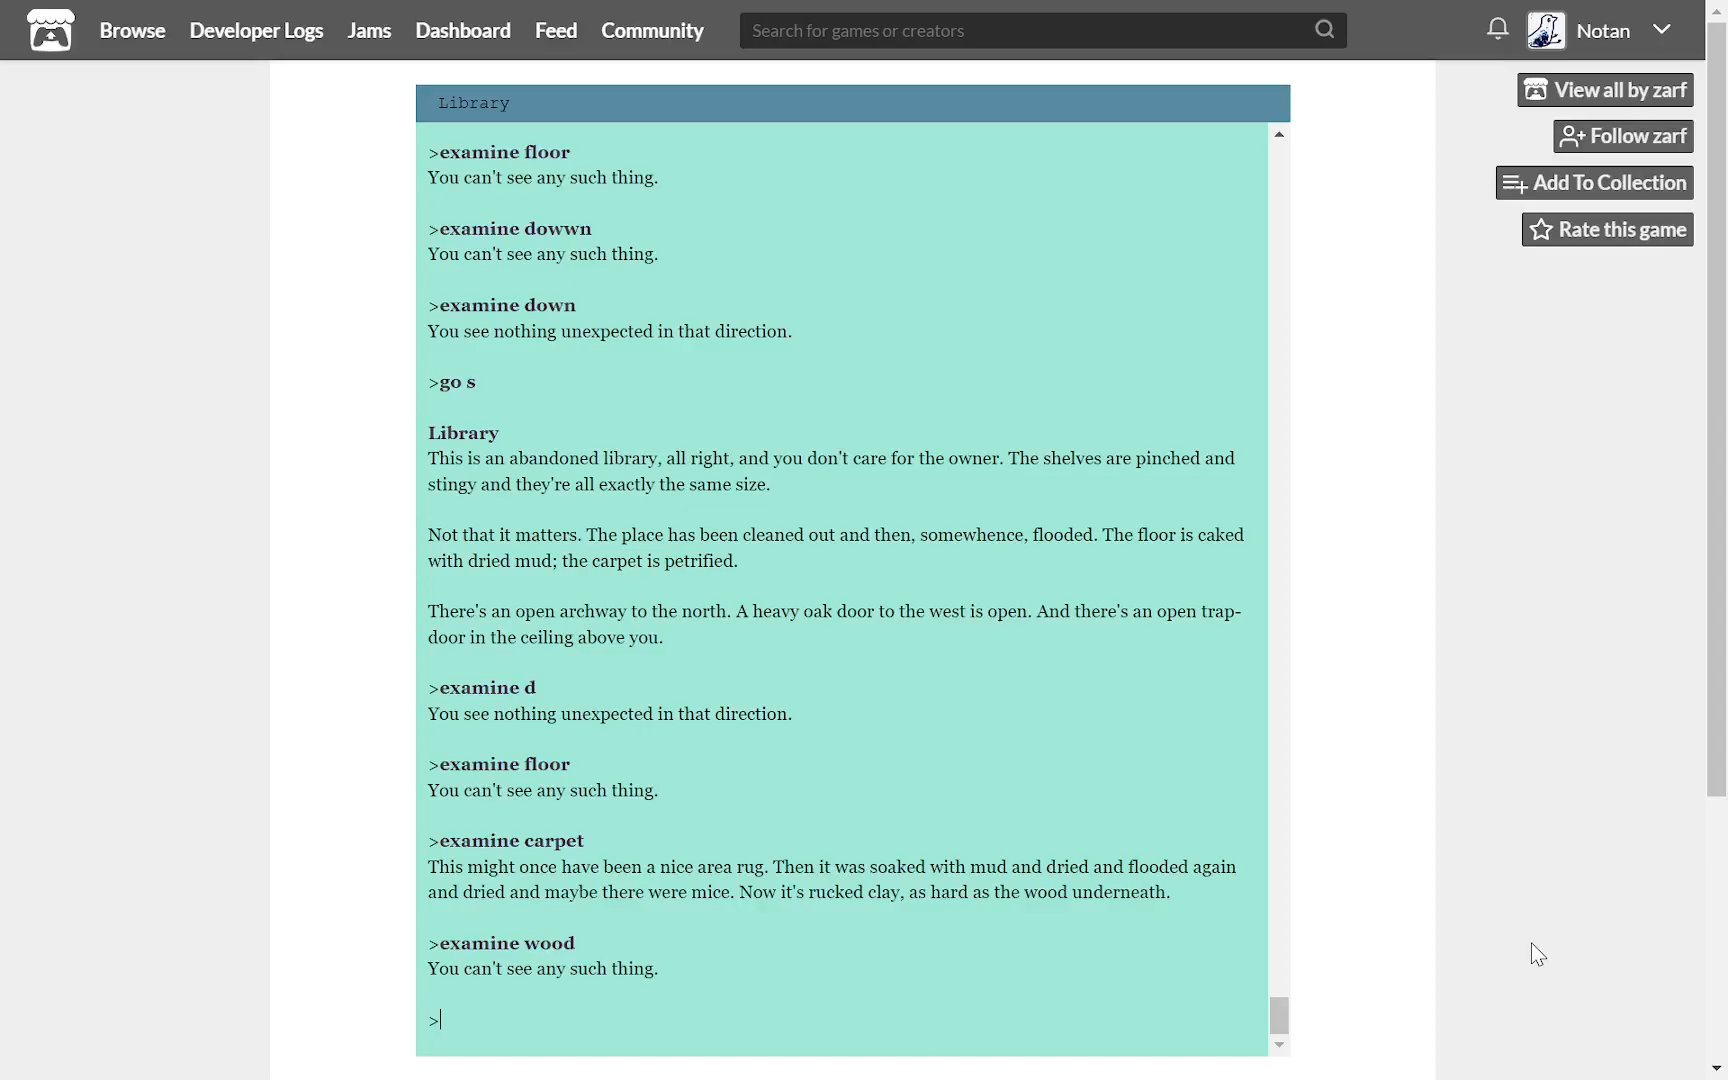 Browse Developer Logs Jams Dashboard Feed Community Search for games or creators Notan
View all by zarf
Follow zarf
Add To Collection
Rate this game
Library
>examine floor
You can't see any such thing.
>examine dowwn
You can't see any such thing.
>examine down
You see nothing unexpected in that direction.
>go s
Library
This is an abandoned library, all right, and you don't care for the owner. The shelves are pinched and
stingy and they're all exactly the same size.
Not that it matters. The place has been cleaned out and then, somewhence, flooded. The floor is caked
with dried mud; the carpet is petrified.
There's an open archway to the north. A heavy oak door to the west is open. And there's an open trap-
door in the ceiling above you.
>examine d
You see nothing unexpected in that direction.
>examine floor
You can't see any such thing.
>examine carpet
This might once have been a nice area rug. Then it was soaked with mud and dried and flooded again
and dried and maybe there were mice. Now it's rucked clay, as hard as the wood underneath.
>examine wood
You can't see any such thing.
>